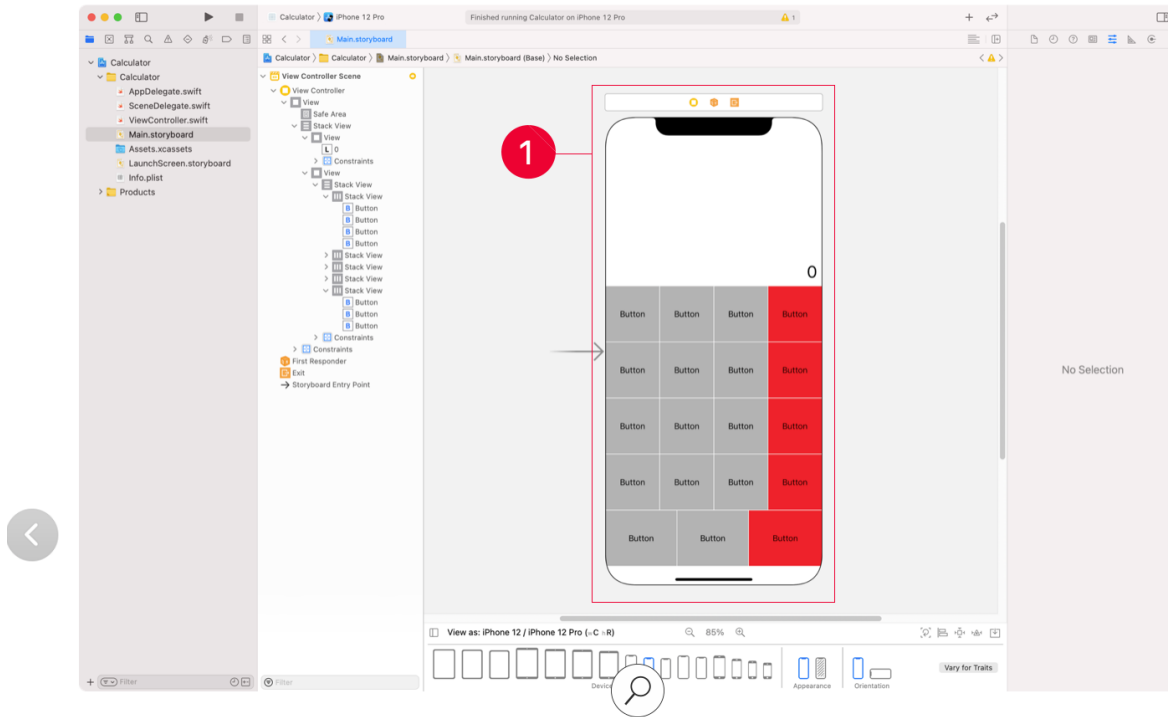 Calculator
iPhone 12 Pro
Finished running Calculator on iPhone 12 Pro
1
Main.storyboard
Calculator
Calculator
AppDelegate.swift
SceneDelegate.swift
ViewController.swift
Main.storyboard
Assets.xcassets
LaunchScreen.storyboard
Info.plist
Products
Filter
Calculator
Calculator
Main.storyboard
Main.storyboard (Base)
No Selection
View Controller Scene
View Controller
View
Safe Area
Stack View
View
L 0
Constraints
View
Stack View
Stack View
B Button
B Button
B Button
B Button
Stack View
Stack View
Stack View
Stack View
B Button
B Button
B Button
Constraints
Constraints
First Responder
Exit
Storyboard Entry Point
Filter
1
0
Button Button Button Button
Button Button Button Button
Button Button Button Button
Button Button Button Button
Button Button Button
View as: iPhone 12 / iPhone 12 Pro (wC hR)
85%
Vary for Traits
Device
Appearance
Orientation
No Selection